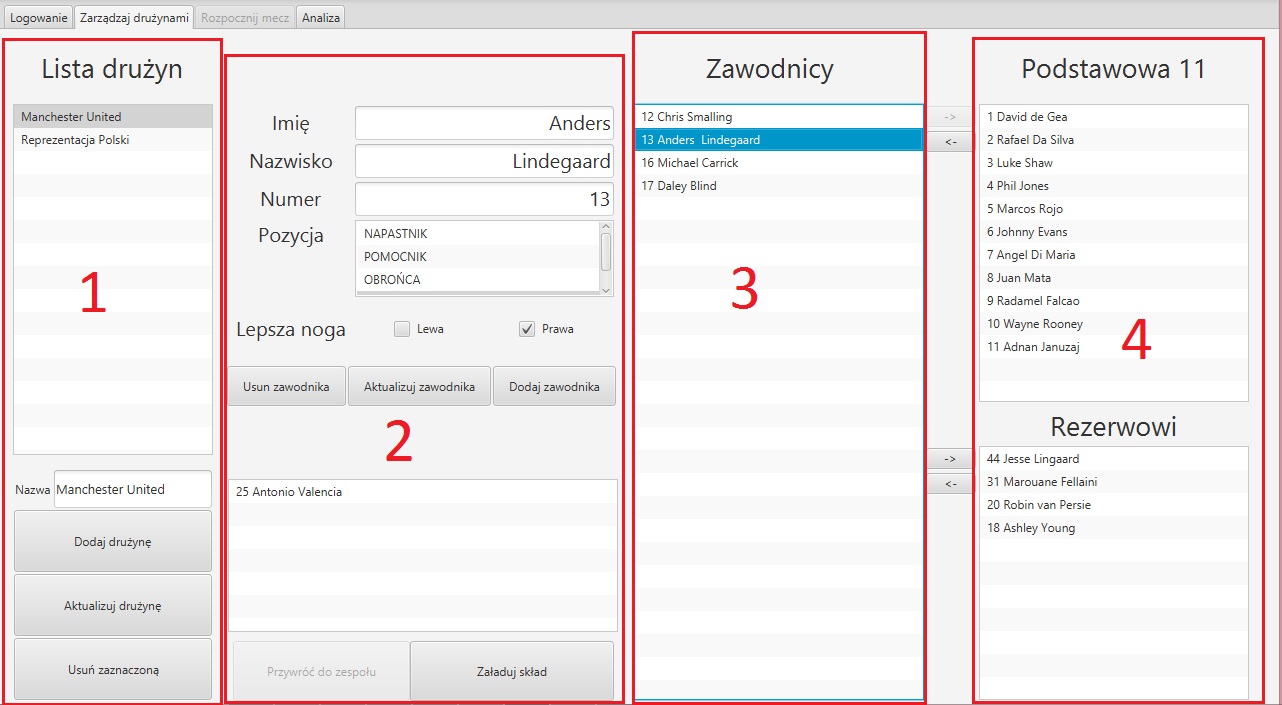 Logowanie Zarządzaj drużynami Rozpocznij mecz Analiza
Lista drużyn
Manchester United
Reprezentacja Polski
1
Nazwa Manchester United
Dodaj drużynę
Aktualizuj drużynę
Usuń zaznaczoną
Imię Anders
Nazwisko Lindegaard
Numer 13
Pozycja
NAPASTNIK
POMOCNIK
OBROŃCA
Lepsza noga Lewa Prawa
Usun zawodnika Aktualizuj zawodnika Dodaj zawodnika
2
25 Antonio Valencia
Przywróć do zespołu Załaduj skład
Zawodnicy
12 Chris Smalling
13 Anders  Lindegaard
16 Michael Carrick
17 Daley Blind
3
->
<-
->
<-
Podstawowa 11
1 David de Gea
2 Rafael Da Silva
3 Luke Shaw
4 Phil Jones
5 Marcos Rojo
6 Johnny Evans
7 Angel Di Maria
8 Juan Mata
9 Radamel Falcao
10 Wayne Rooney
11 Adnan Januzaj
4
Rezerwowi
44 Jesse Lingaard
31 Marouane Fellaini
20 Robin van Persie
18 Ashley Young